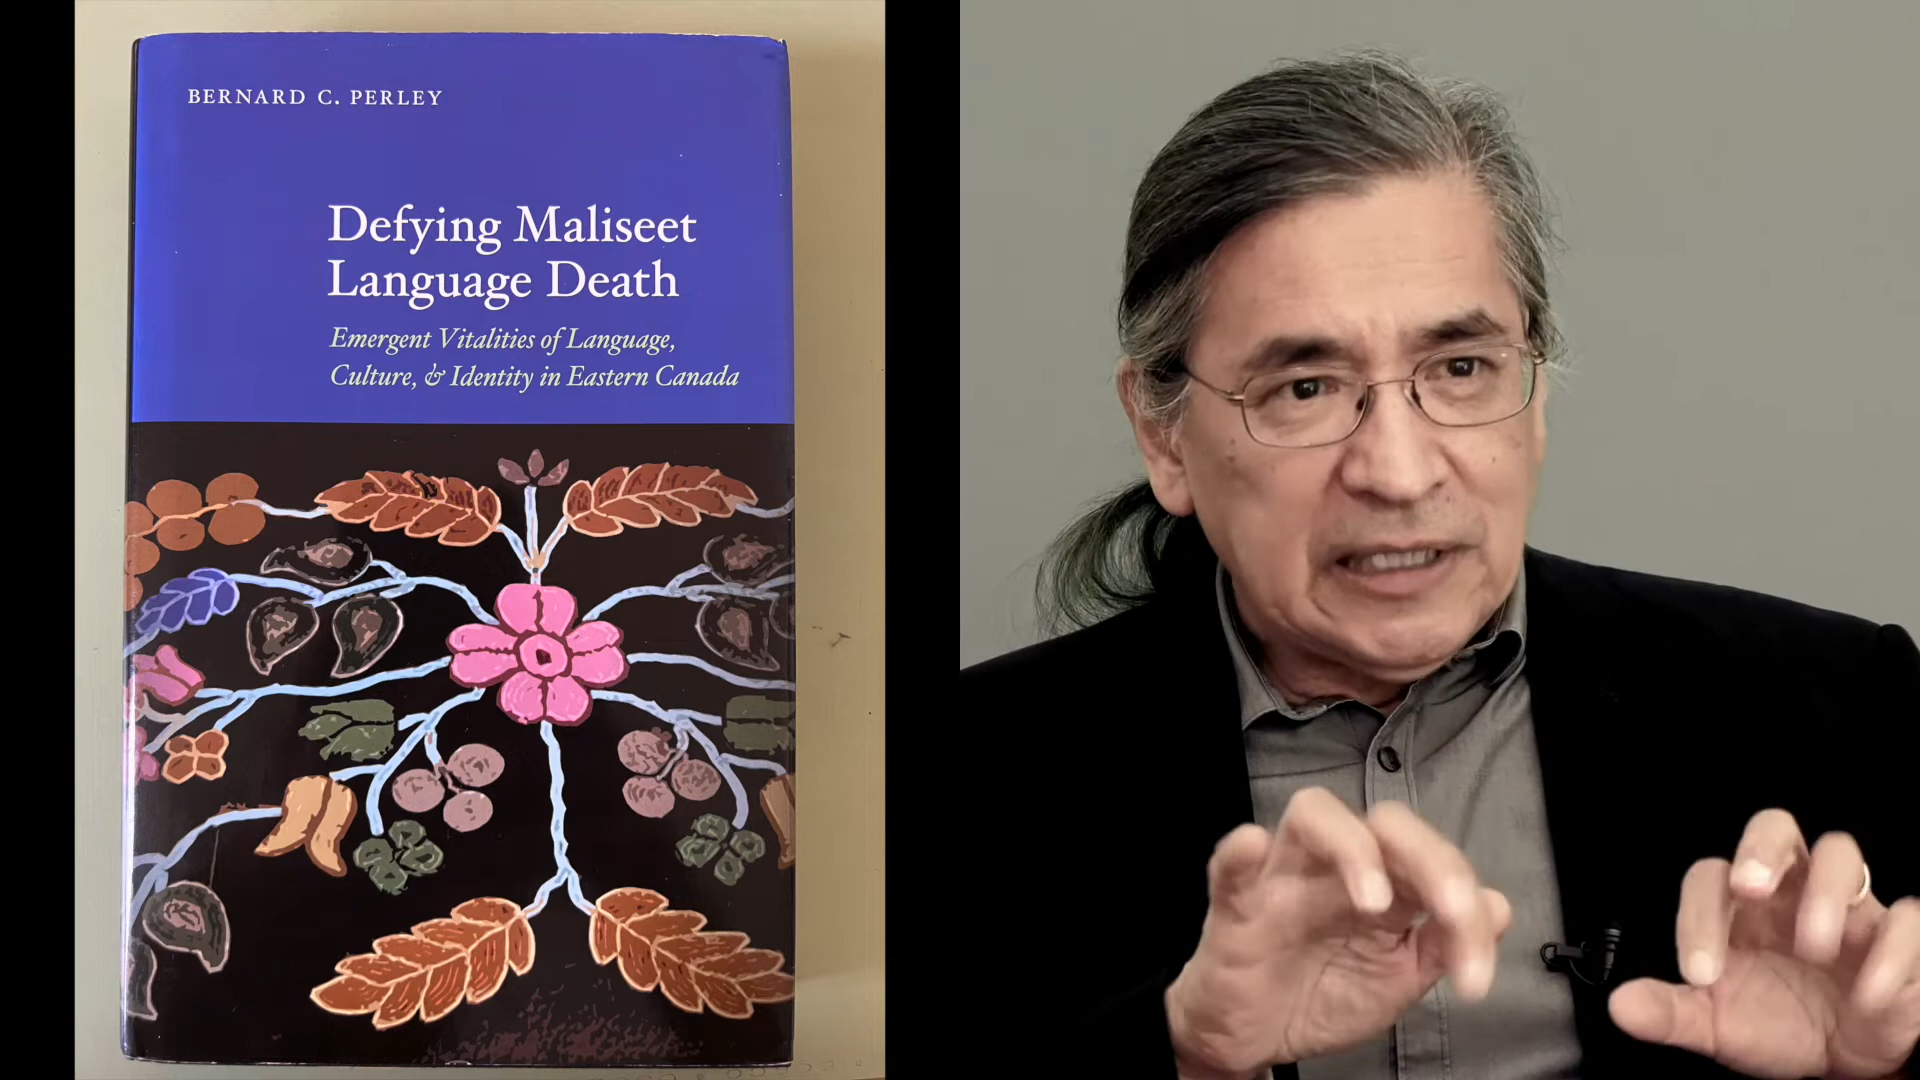 BERNARD C. PERLEY
Defying Maliseet
Language Death
Emergent Vitalities of Language,
Culture, & Identity in Eastern Canada